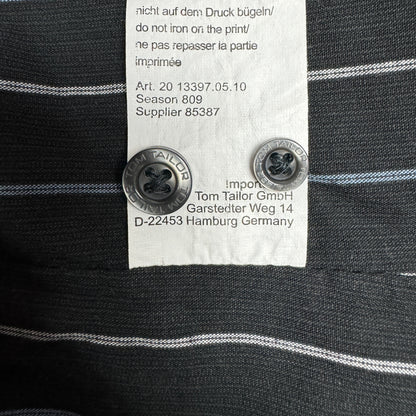 nicht auf dem Druck bügeln/
do not iron on the print/
ne pas repasser la partie
imprimée
Art. 20 13397.05.10
Season 809
Supplier 85387
TOM TAILOR TOM TAILOR
TOM TAILOR
Import
Tom Tailor GmbH
Garstedter Weg 14
D-22453 Hamburg Germany